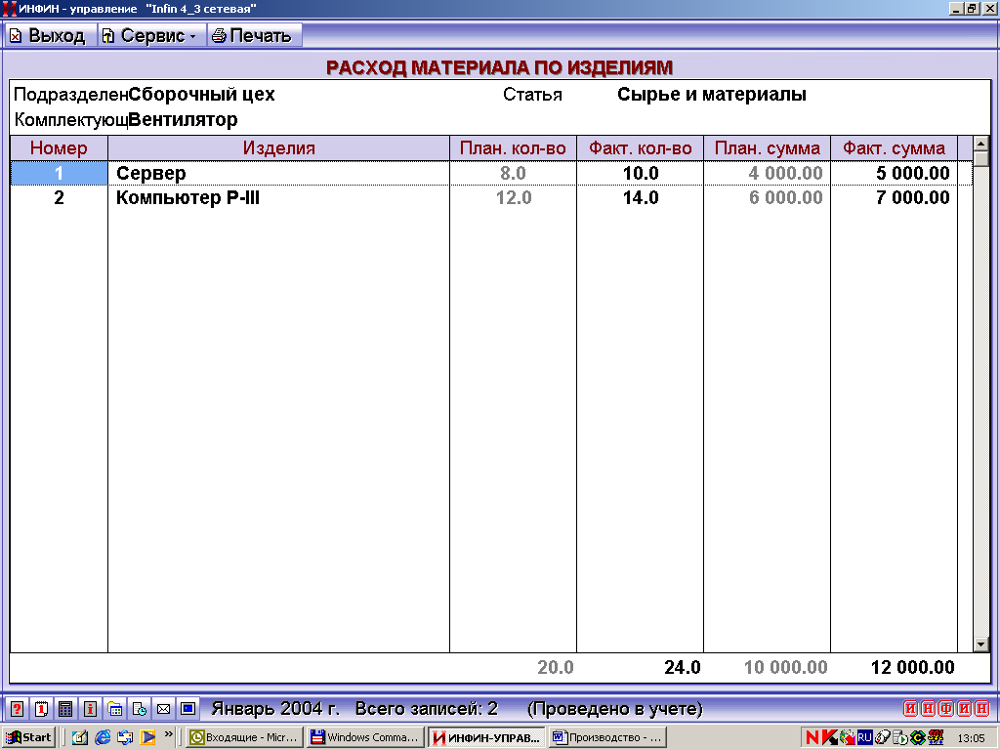 ИНФИН - управление "Infin 4_3 сетевая"
Выход Сервис Печать
РАСХОД МАТЕРИАЛА ПО ИЗДЕЛИЯМ
Подразделен Сборочный цех Статья Сырье и материалы
Комплектующ Вентилятор
Номер Изделия План. кол-во Факт. кол-во План. сумма Факт. сумма
1 Сервер 8.0 10.0 4 000.00 5 000.00
2 Компьютер P-III 12.0 14.0 6 000.00 7 000.00
20.0 24.0 10 000.00 12 000.00
Январь 2004 г. Всего записей: 2 (Проведено в учете) ИНФИН
Start » Входящие - Micr... Windows Comma... ИНФИН-УПРАВ... Производство - ... RU 13:05